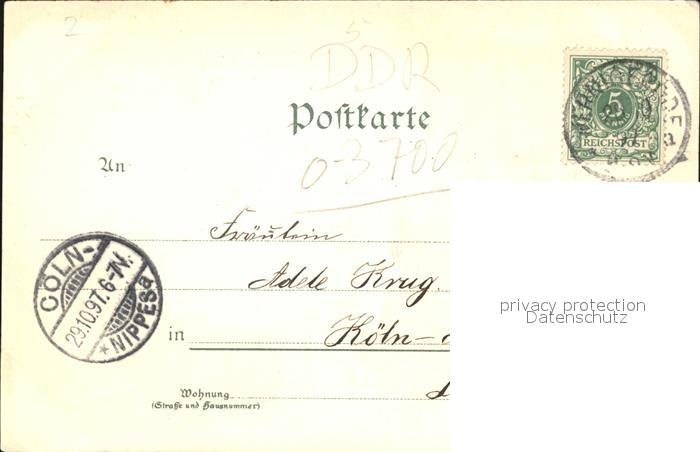 2
5
DDR
Postkarte
5
REICHSPOST
An
0-3700
Fräulein
Adele Krug.
CÖLN-
29.10.97. 6-7N.
* NIPPES a
privacy protection
Datenschutz
in Köln-
Wohnung
(Straße und Hausnummer)